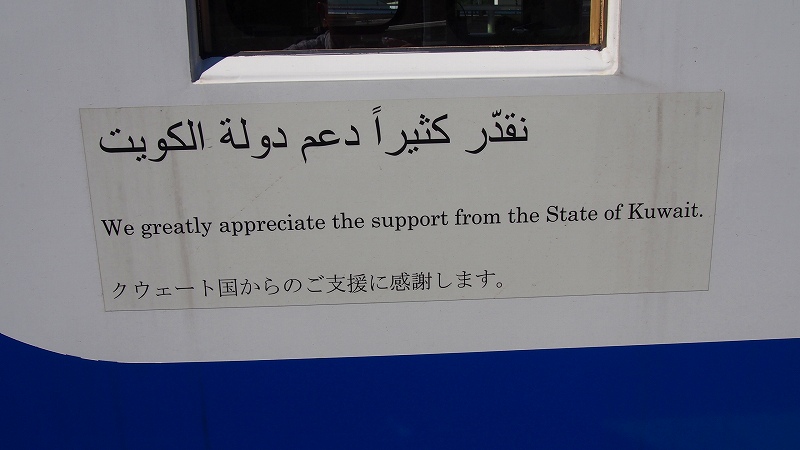 نقدّر كثيراً دعم دولة الكويت
We greatly appreciate the support from the State of Kuwait.
クウェート国からのご支援に感謝します。